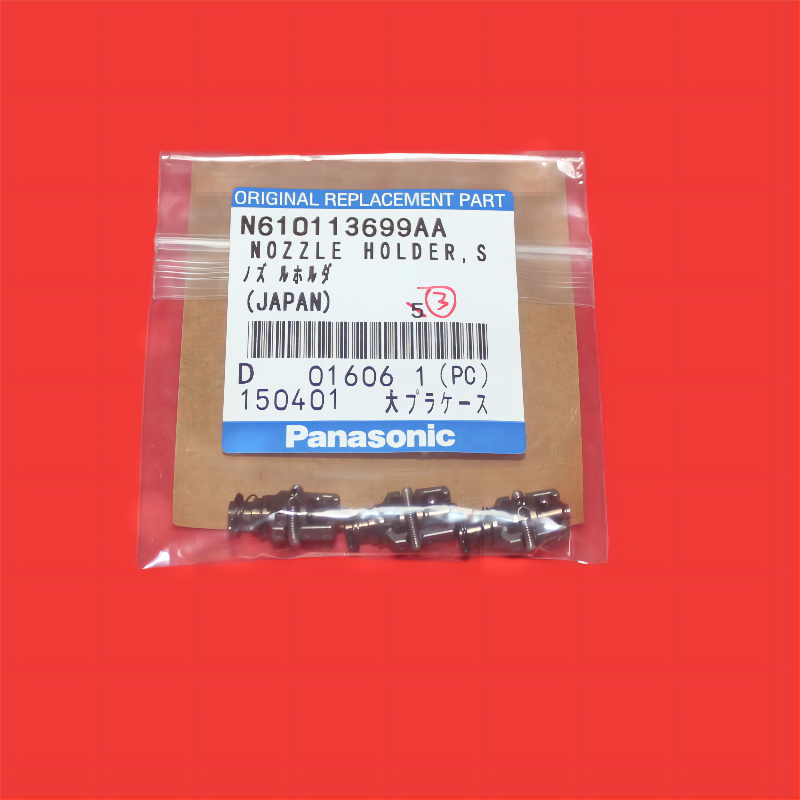 ORIGINAL REPLACEMENT PART
N610113699AA
NOZZLE HOLDER,S
ノズルホルダ
(JAPAN)
5 3
D 01606 1(PC)
150401 大プラケース
Panasonic